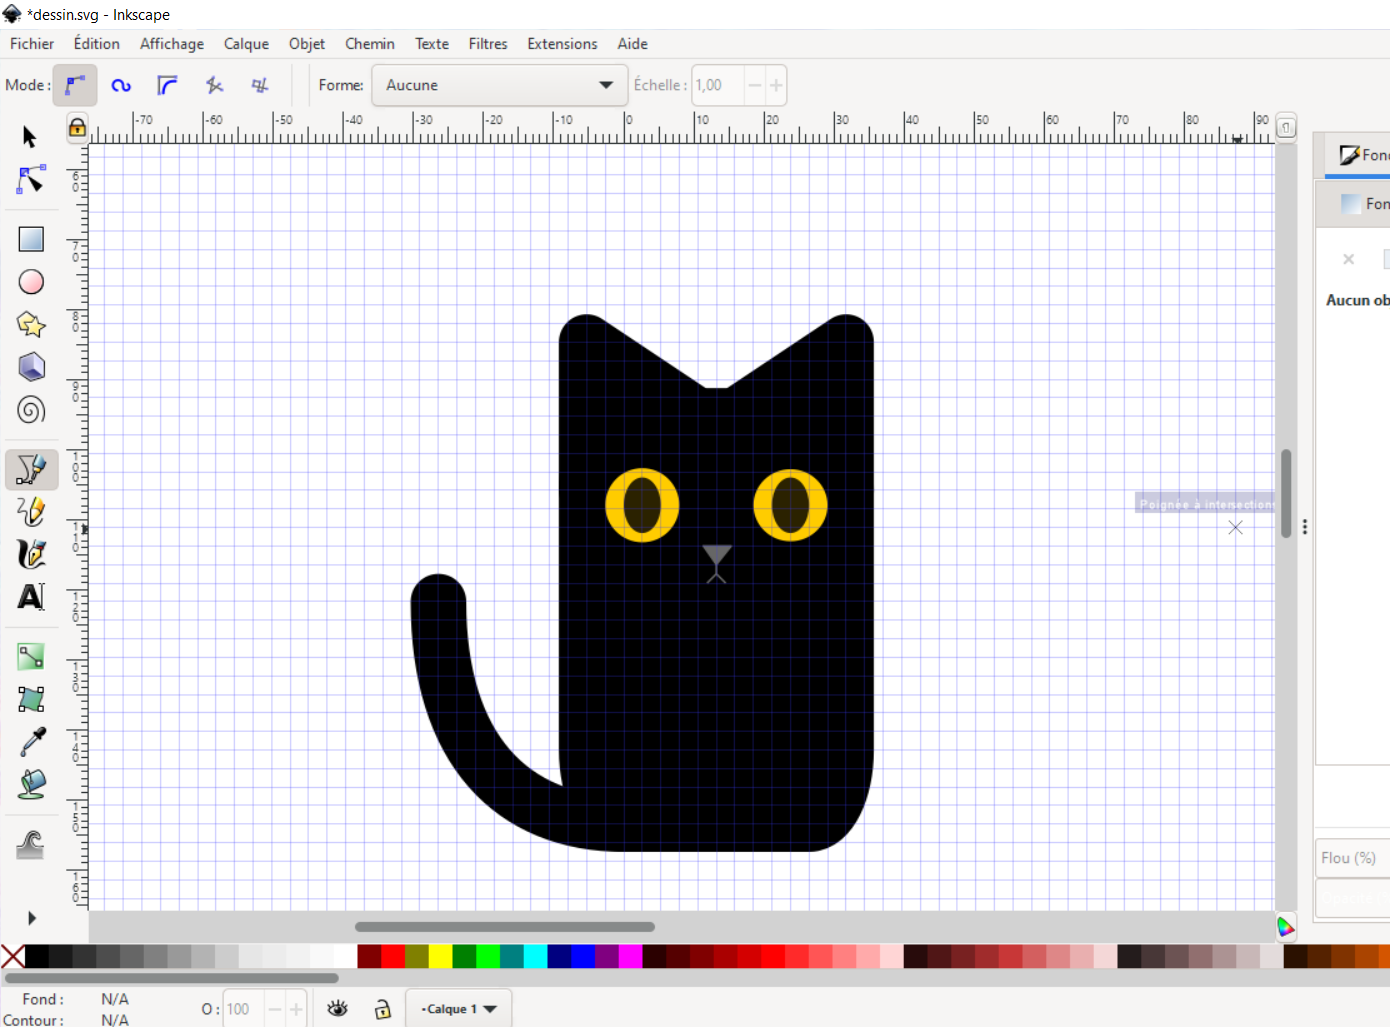 *dessin.svg - Inkscape
Fichier Édition Affichage Calque Objet Chemin Texte Filtres Extensions Aide
Mode : Forme: Aucune Échelle : 1,00
-70 -60 -50 -40 -30 -20 -10 0 10 20 30 40 50 60 70 80 90
60
70
80
90
100
110
120
130
140
150
160
Fond
Fon
Aucun ob
Poignée à intersection
Flou (%)
Fond : N/A
Contour : N/A
O : 100
-Calque 1